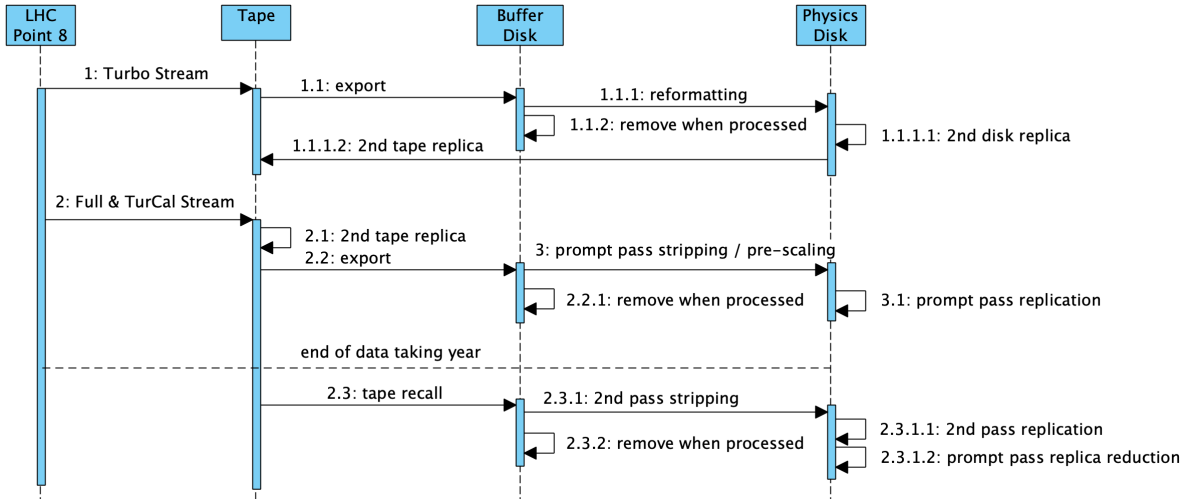 LHC
Point 8
Tape
Buffer
Disk
Physics
Disk
1: Turbo Stream
1.1: export
1.1.1: reformatting
1.1.2: remove when processed
1.1.1.1: 2nd disk replica
1.1.1.2: 2nd tape replica
2: Full & TurCal Stream
2.1: 2nd tape replica
2.2: export
3: prompt pass stripping / pre-scaling
2.2.1: remove when processed
3.1: prompt pass replication
end of data taking year
2.3: tape recall
2.3.1: 2nd pass stripping
2.3.1.1: 2nd pass replication
2.3.2: remove when processed
2.3.1.2: prompt pass replica reduction